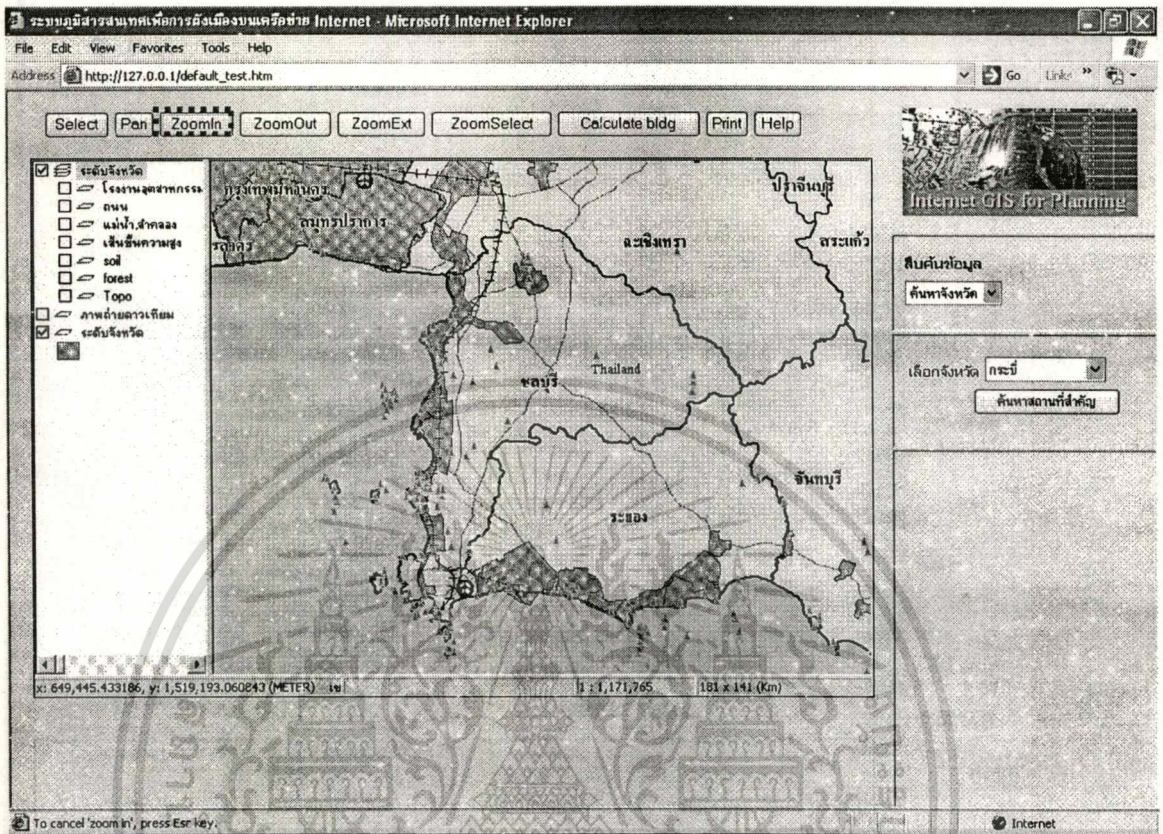 ระบบภูมิสารสนเทศเพื่อการผังเมืองบนเครือข่าย Internet - Microsoft Internet Explorer
File Edit View Favorites Tools Help
Address http://127.0.0.1/default_test.htm Go Links »
Select Pan ZoomIn ZoomOut ZoomExt ZoomSelect Calculate bldg Print Help
Internet GIS for Planning
ระดับจังหวัด
โรงงานอุตสาหกรรม
ถนน
แม่น้ำ,ลำคลอง
เส้นชั้นความสูง
soil
forest
Topo
ภาพถ่ายดาวเทียม
ระดับจังหวัด
กรุงเทพมหานคร
สมุทรปราการ
ปราจีนบุรี
ฉะเชิงเทรา
สระแก้ว
Thailand
ชลบุรี
จันทบุรี
ระยอง
สืบค้นข้อมูล
ค้นหาจังหวัด
เลือกจังหวัด กระบี่
ค้นหาสถานที่สำคัญ
x: 649,445.433186, y: 1,519,193.060843 (METER) 1 : 1,171,765 181 x 141 (Km)
To cancel 'zoom in', press Esc key. Internet